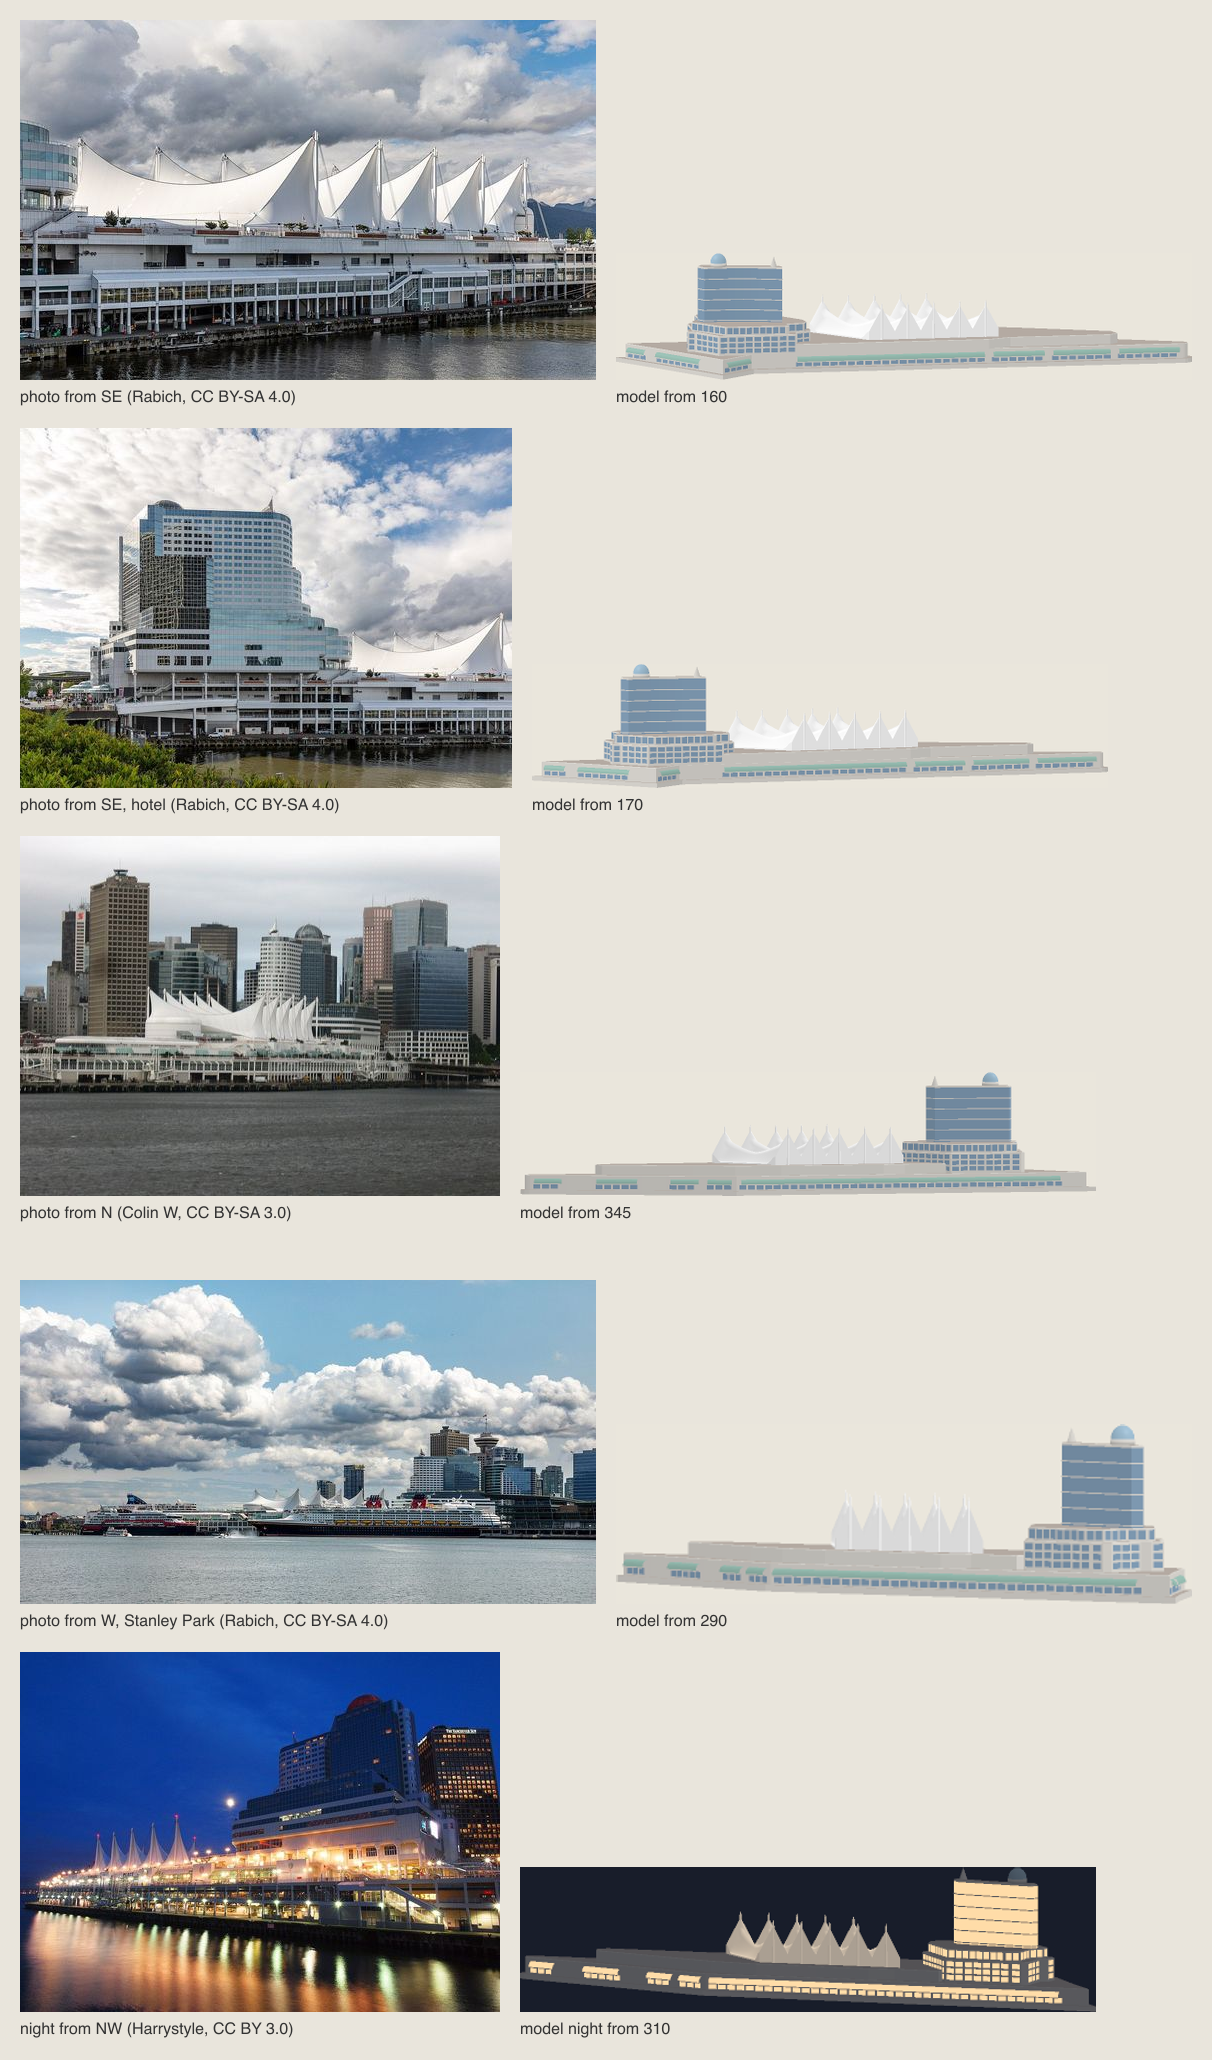 photo from SE (Rabich, CC BY-SA 4.0)
model from 160
photo from SE, hotel (Rabich, CC BY-SA 4.0)
model from 170
photo from N (Colin W, CC BY-SA 3.0)
model from 345
photo from W, Stanley Park (Rabich, CC BY-SA 4.0)
model from 290
night from NW (Harrystyle, CC BY 3.0)
model night from 310